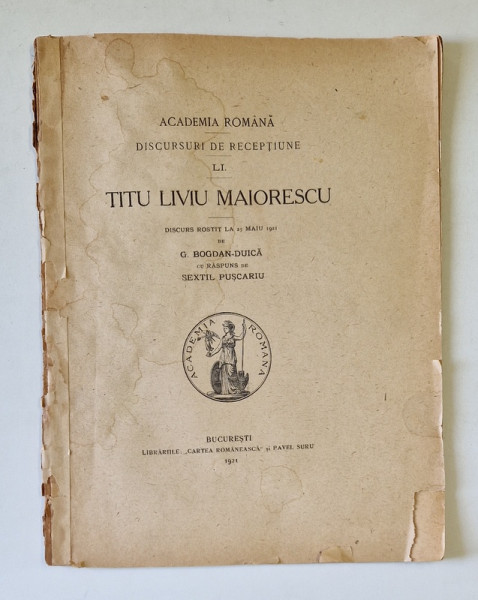 ACADEMIA ROMÂNĂ
DISCURSURI DE RECEPȚIUNE
LI.
TITU LIVIU MAIORESCU
DISCURS ROSTIT LA 25 MAIU 1921
DE
G. BOGDAN-DUICĂ
CU RĂSPUNS DE
SEXTIL PUȘCARIU
ACADEMIA ROMANA
BUCUREȘTI
LIBRĂRIILE: „CARTEA ROMÂNEASCĂ" și PAVEL SURU
1921